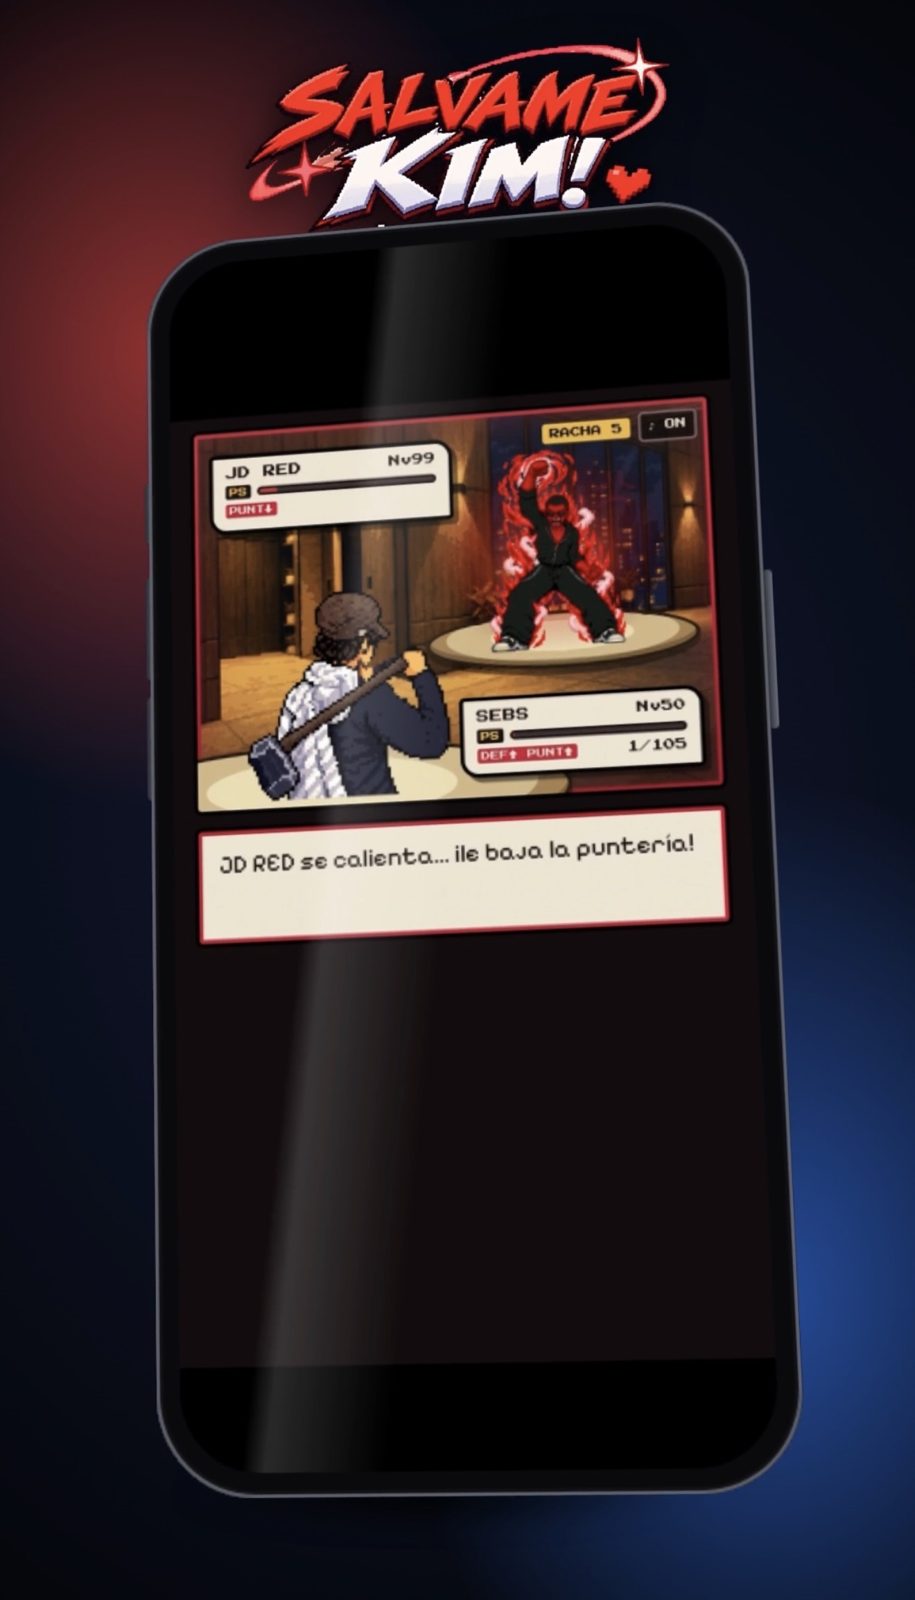 SALVAME
KIM!
RACHA 5
♪ ON
JD RED Nv99
PS
PUNT↓
SEBS Nv50
PS
DEF↑ PUNT↑ 1/105
JD RED se calienta... ¡le baja la puntería!